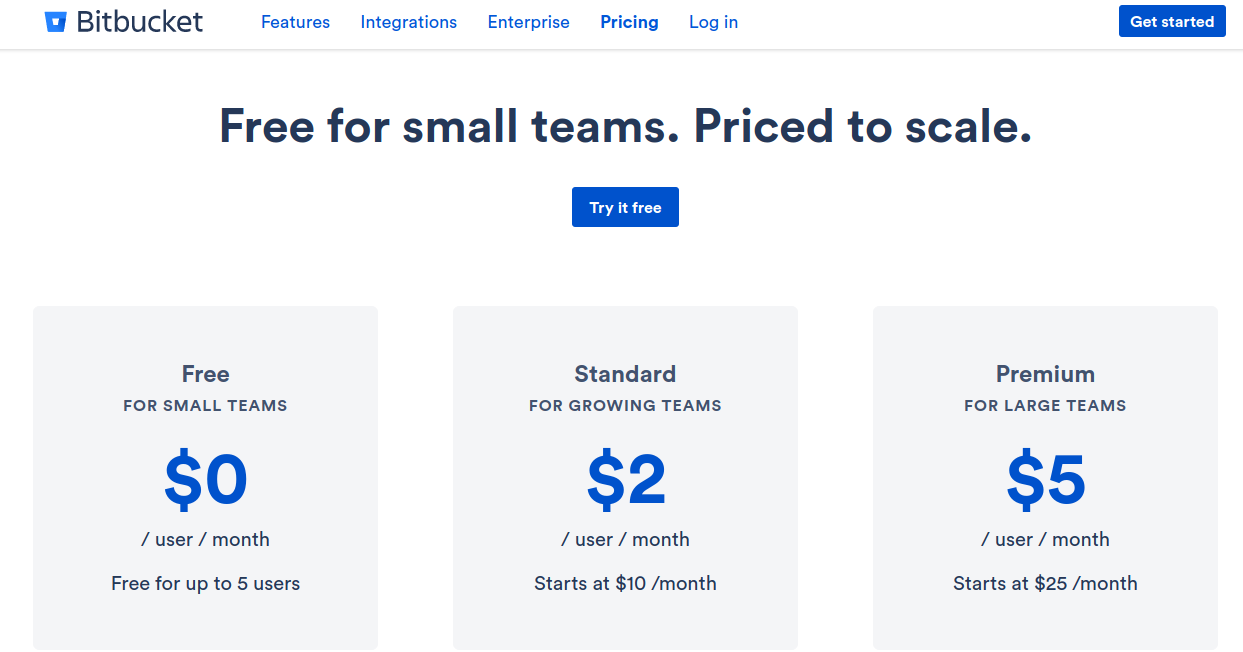 Bitbucket Features Integrations Enterprise Pricing Log in Get started
Free for small teams. Priced to scale.
Try it free
Free
FOR SMALL TEAMS
$0
/ user / month
Free for up to 5 users
Standard
FOR GROWING TEAMS
$2
/ user / month
Starts at $10 /month
Premium
FOR LARGE TEAMS
$5
/ user / month
Starts at $25 /month